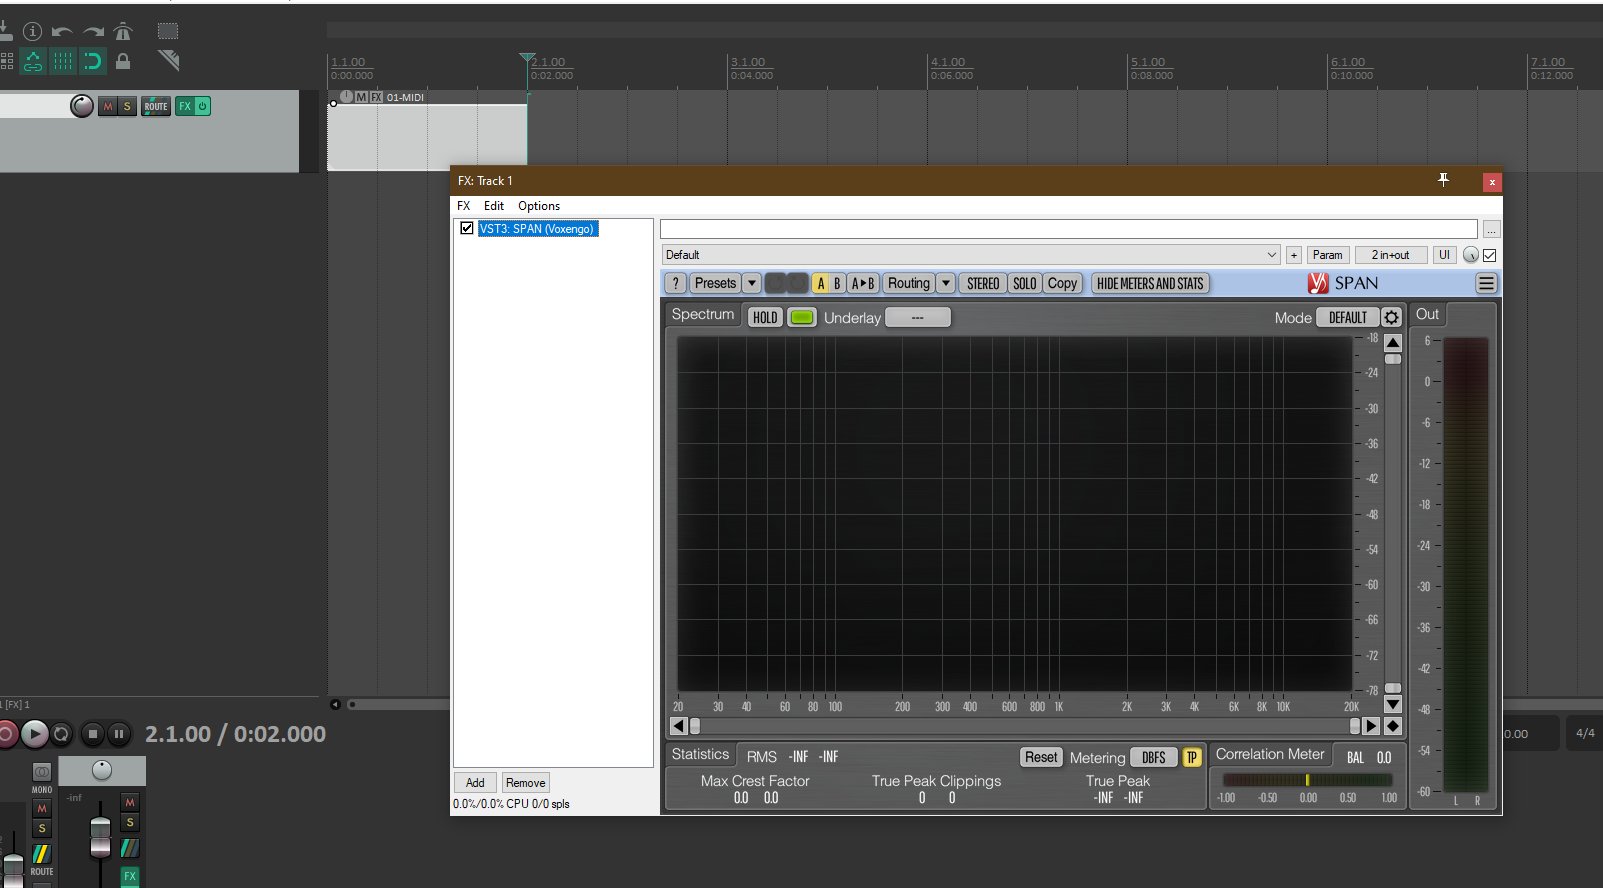 1.1.00 2.1.00 3.1.00 4.1.00 5.1.00 6.1.00 7.1.00
0:00.000 0:02.000 0:04.000 0:06.000 0:08.000 0:10.000 0:12.000
M S ROUTE FX
M FX 01-MIDI
FX: Track 1
FX Edit Options
VST3: SPAN (Voxengo)
...
Default + Param 2 in+out UI
? Presets A B A▸B Routing STEREO SOLO Copy HIDE METERS AND STATS SPAN
Spectrum HOLD Underlay --- Mode DEFAULT Out
-18
-24
-30
-36
-42
-48
-54
-60
-66
-72
-78
6
0
-6
-12
-18
-24
-30
-36
-42
-48
-54
-60
L R
20 30 40 60 80 100 200 300 400 600 800 1K 2K 3K 4K 6K 8K 10K 20K
Statistics RMS -INF -INF Reset Metering DBFS TP
Max Crest Factor True Peak Clippings True Peak
0.0 0.0 0 0 -INF -INF
Correlation Meter BAL 0.0
-1.00 -0.50 0.00 0.50 1.00
Add Remove
0.0%/0.0% CPU 0/0 spls
[FX] 1
2.1.00 / 0:02.000
0.00 4/4
MONO
M
S
ROUTE
-inf
M
S
FX